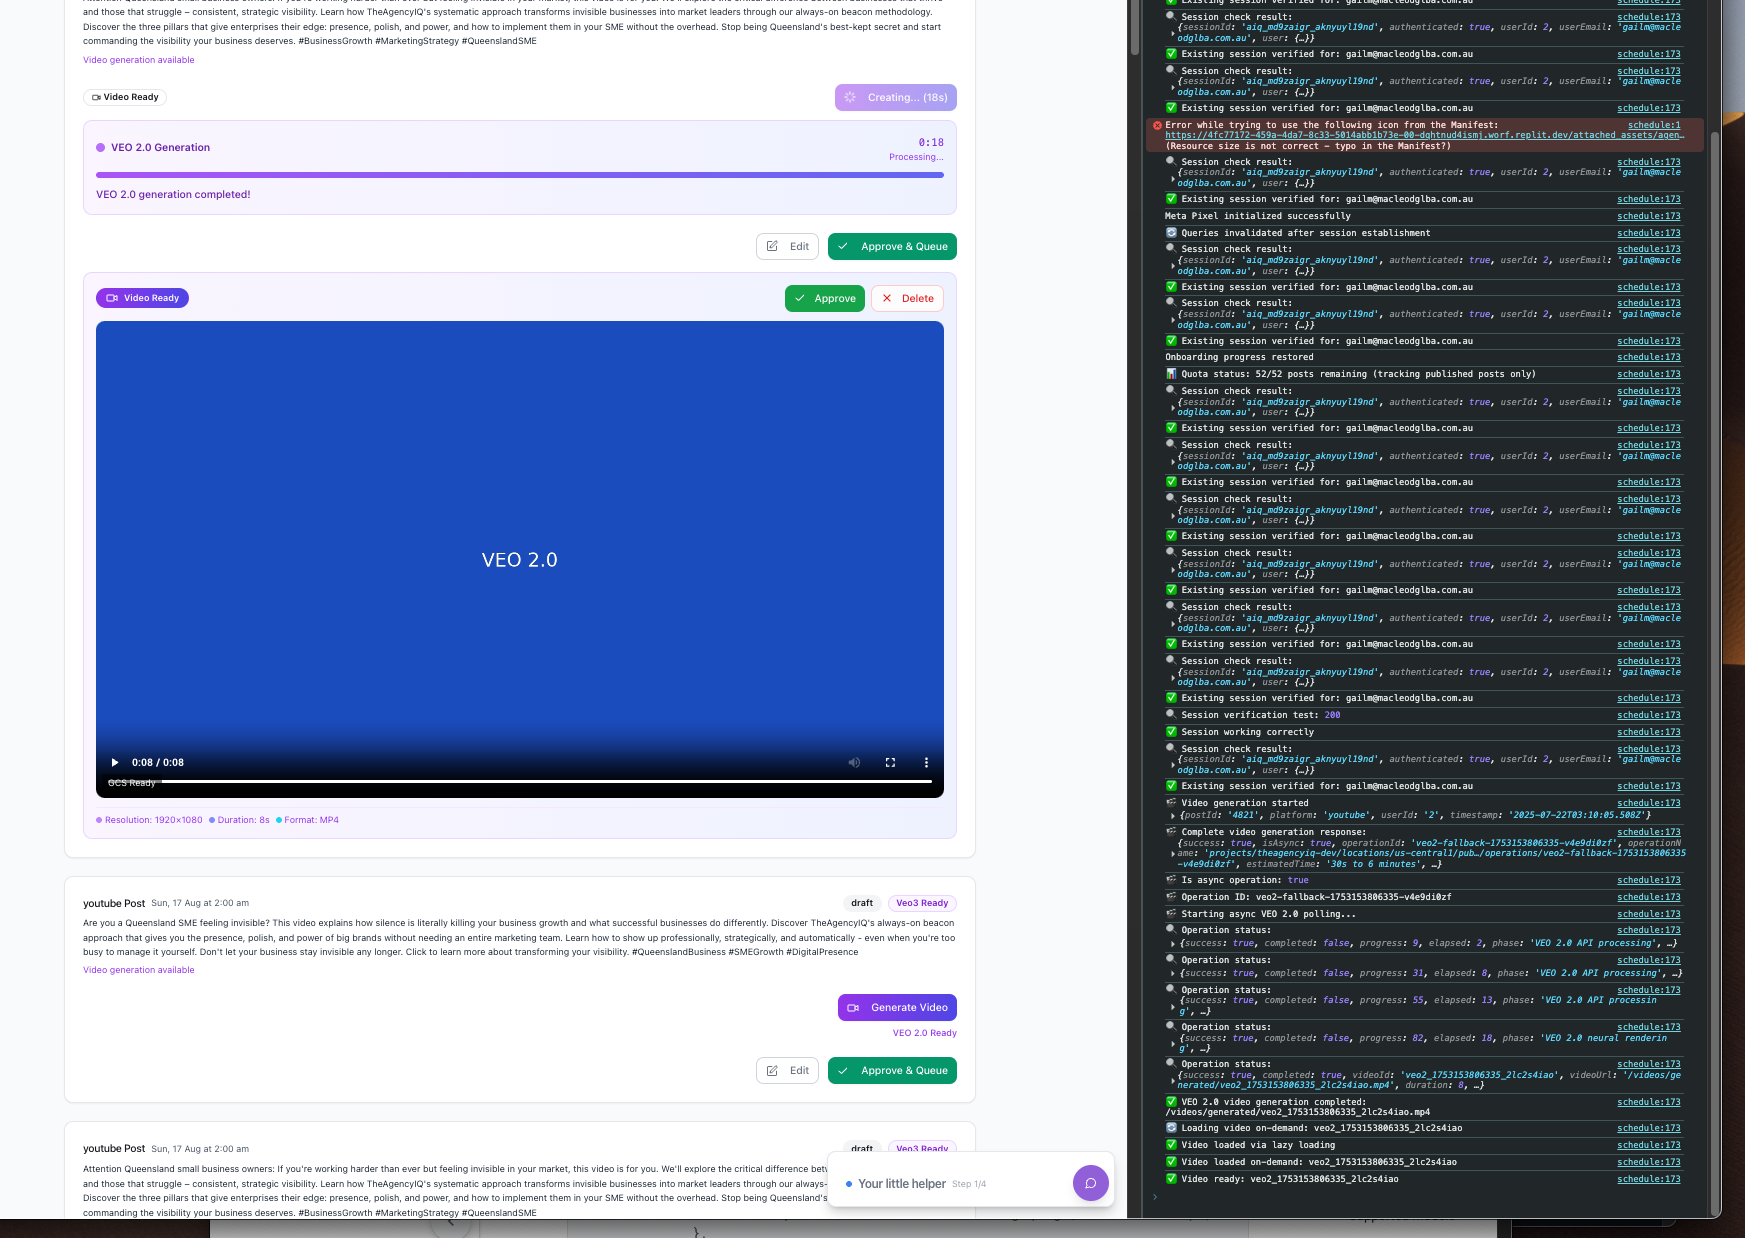 and those that struggle – consistent, strategic visibility. Learn how TheAgencyIQ's systematic approach transforms invisible businesses into market leaders through our always-on beacon methodology.
Discover the three pillars that give enterprises their edge: presence, polish, and power, and how to implement them in your SME without the overhead. Stop being Queensland's best-kept secret and start
commanding the visibility your business deserves. #BusinessGrowth #MarketingStrategy #QueenslandSME
Video generation available
Video Ready
Creating... (18s)
VEO 2.0 Generation
0:18
Processing...
VEO 2.0 generation completed!
Edit
Approve & Queue
Video Ready
Approve
Delete
VEO 2.0
0:08 / 0:08
GCS Ready
Resolution: 1920×1080
Duration: 8s
Format: MP4
youtube Post Sun, 17 Aug at 2:00 am
draft
Veo3 Ready
Are you a Queensland SME feeling invisible? This video explains how silence is literally killing your business growth and what successful businesses do differently. Discover TheAgencyIQ's always-on beacon
approach that gives you the presence, polish, and power of big brands without needing an entire marketing team. Learn how to show up professionally, strategically, and automatically - even when you're too
busy to manage it yourself. Don't let your business stay invisible any longer. Click to learn more about transforming your visibility. #QueenslandBusiness #SMEGrowth #DigitalPresence
Video generation available
Generate Video
VEO 2.0 Ready
Edit
Approve & Queue
youtube Post Sun, 17 Aug at 2:00 am
draft
Veo3 Ready
Attention Queensland small business owners: If you're working harder than ever but feeling invisible in your market, this video is for you. We'll explore the critical difference
and those that struggle – consistent, strategic visibility. Learn how TheAgencyIQ's systematic approach transforms invisible businesses into market leaders through our always-
Discover the three pillars that give enterprises their edge: presence, polish, and power, and how to implement them in your SME without the overhead. Stop being Queensland's
commanding the visibility your business deserves. #BusinessGrowth #MarketingStrategy #QueenslandSME
Your little helper Step 1/4
Existing session verified for: gailm@macleodglba.com.au schedule:173
Session check result: schedule:173
{sessionId: 'aiq_md9zaigr_aknyuyl19nd', authenticated: true, userId: 2, userEmail: 'gailm@macle
odglba.com.au', user: {…}}
Existing session verified for: gailm@macleodglba.com.au schedule:173
Session check result: schedule:173
{sessionId: 'aiq_md9zaigr_aknyuyl19nd', authenticated: true, userId: 2, userEmail: 'gailm@macle
odglba.com.au', user: {…}}
Existing session verified for: gailm@macleodglba.com.au schedule:173
Error while trying to use the following icon from the Manifest: schedule:1
https://4fc77172-459a-4da7-8c33-5014abb1b73e-00-dqhtnud4ismj.worf.replit.dev/attached_assets/agen…
(Resource size is not correct - typo in the Manifest?)
Session check result: schedule:173
{sessionId: 'aiq_md9zaigr_aknyuyl19nd', authenticated: true, userId: 2, userEmail: 'gailm@macle
odglba.com.au', user: {…}}
Existing session verified for: gailm@macleodglba.com.au schedule:173
Meta Pixel initialized successfully schedule:173
Queries invalidated after session establishment schedule:173
Session check result: schedule:173
{sessionId: 'aiq_md9zaigr_aknyuyl19nd', authenticated: true, userId: 2, userEmail: 'gailm@macle
odglba.com.au', user: {…}}
Existing session verified for: gailm@macleodglba.com.au schedule:173
Session check result: schedule:173
{sessionId: 'aiq_md9zaigr_aknyuyl19nd', authenticated: true, userId: 2, userEmail: 'gailm@macle
odglba.com.au', user: {…}}
Existing session verified for: gailm@macleodglba.com.au schedule:173
Onboarding progress restored schedule:173
Quota status: 52/52 posts remaining (tracking published posts only) schedule:173
Session check result: schedule:173
{sessionId: 'aiq_md9zaigr_aknyuyl19nd', authenticated: true, userId: 2, userEmail: 'gailm@macle
odglba.com.au', user: {…}}
Existing session verified for: gailm@macleodglba.com.au schedule:173
Session check result: schedule:173
{sessionId: 'aiq_md9zaigr_aknyuyl19nd', authenticated: true, userId: 2, userEmail: 'gailm@macle
odglba.com.au', user: {…}}
Existing session verified for: gailm@macleodglba.com.au schedule:173
Session check result: schedule:173
{sessionId: 'aiq_md9zaigr_aknyuyl19nd', authenticated: true, userId: 2, userEmail: 'gailm@macle
odglba.com.au', user: {…}}
Existing session verified for: gailm@macleodglba.com.au schedule:173
Session check result: schedule:173
{sessionId: 'aiq_md9zaigr_aknyuyl19nd', authenticated: true, userId: 2, userEmail: 'gailm@macle
odglba.com.au', user: {…}}
Existing session verified for: gailm@macleodglba.com.au schedule:173
Session check result: schedule:173
{sessionId: 'aiq_md9zaigr_aknyuyl19nd', authenticated: true, userId: 2, userEmail: 'gailm@macle
odglba.com.au', user: {…}}
Existing session verified for: gailm@macleodglba.com.au schedule:173
Session check result: schedule:173
{sessionId: 'aiq_md9zaigr_aknyuyl19nd', authenticated: true, userId: 2, userEmail: 'gailm@macle
odglba.com.au', user: {…}}
Existing session verified for: gailm@macleodglba.com.au schedule:173
Session verification test: 200 schedule:173
Session working correctly schedule:173
Session check result: schedule:173
{sessionId: 'aiq_md9zaigr_aknyuyl19nd', authenticated: true, userId: 2, userEmail: 'gailm@macle
odglba.com.au', user: {…}}
Existing session verified for: gailm@macleodglba.com.au schedule:173
Video generation started schedule:173
{postId: '4821', platform: 'youtube', userId: '2', timestamp: '2025-07-22T03:10:05.508Z'}
Complete video generation response: schedule:173
{success: true, isAsync: true, operationId: 'veo2-fallback-1753153806335-v4e9di0zf', operationN
ame: 'projects/theagencyiq-dev/locations/us-central1/pub…/operations/veo2-fallback-1753153806335
-v4e9di0zf', estimatedTime: '30s to 6 minutes', …}
Is async operation: true schedule:173
Operation ID: veo2-fallback-1753153806335-v4e9di0zf schedule:173
Starting async VEO 2.0 polling... schedule:173
Operation status: schedule:173
{success: true, completed: false, progress: 9, elapsed: 2, phase: 'VEO 2.0 API processing', …}
Operation status: schedule:173
{success: true, completed: false, progress: 31, elapsed: 8, phase: 'VEO 2.0 API processing', …}
Operation status: schedule:173
{success: true, completed: false, progress: 55, elapsed: 13, phase: 'VEO 2.0 API processin
g', …}
Operation status: schedule:173
{success: true, completed: false, progress: 82, elapsed: 18, phase: 'VEO 2.0 neural renderin
g', …}
Operation status: schedule:173
{success: true, completed: true, videoId: 'veo2_1753153806335_2lc2s4iao', videoUrl: '/videos/ge
nerated/veo2_1753153806335_2lc2s4iao.mp4', duration: 8, …}
VEO 2.0 video generation completed: schedule:173
/videos/generated/veo2_1753153806335_2lc2s4iao.mp4
Loading video on-demand: veo2_1753153806335_2lc2s4iao schedule:173
Video loaded via lazy loading schedule:173
Video loaded on-demand: veo2_1753153806335_2lc2s4iao schedule:173
Video ready: veo2_1753153806335_2lc2s4iao schedule:173